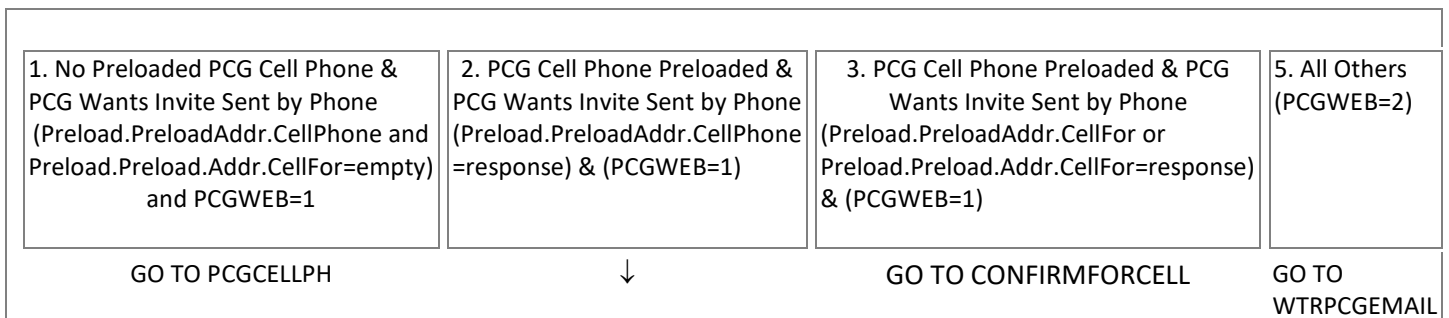 1. No Preloaded PCG Cell Phone &
PCG Wants Invite Sent by Phone
(Preload.PreloadAddr.CellPhone and
Preload.Preload.Addr.CellFor=empty)
and PCGWEB=1
GO TO PCGCELLPH
2. PCG Cell Phone Preloaded &
PCG Wants Invite Sent by Phone
(Preload.PreloadAddr.CellPhone
=response) & (PCGWEB=1)
↓
3. PCG Cell Phone Preloaded & PCG
Wants Invite Sent by Phone
(Preload.PreloadAddr.CellFor or
Preload.Preload.Addr.CellFor=response)
& (PCGWEB=1)
GO TO CONFIRMFORCELL
5. All Others
(PCGWEB=2)
GO TO
WTRPCGEMAIL